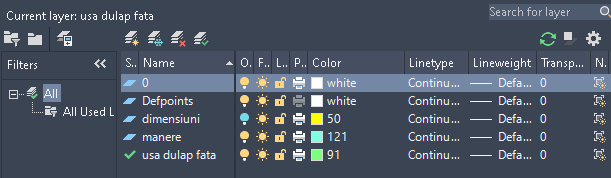 Current layer: usa dulap fata
Search for layer
Filters
S.. Name O. F.. L.. P.. Color Linetype Lineweight Transp... N.
All
All Used L
0 white Continu... Defa... 0
Defpoints white Continu... Defa... 0
dimensiuni 50 Continu... Defa... 0
manere 121 Continu... Defa... 0
usa dulap fata 91 Continu... Defa... 0